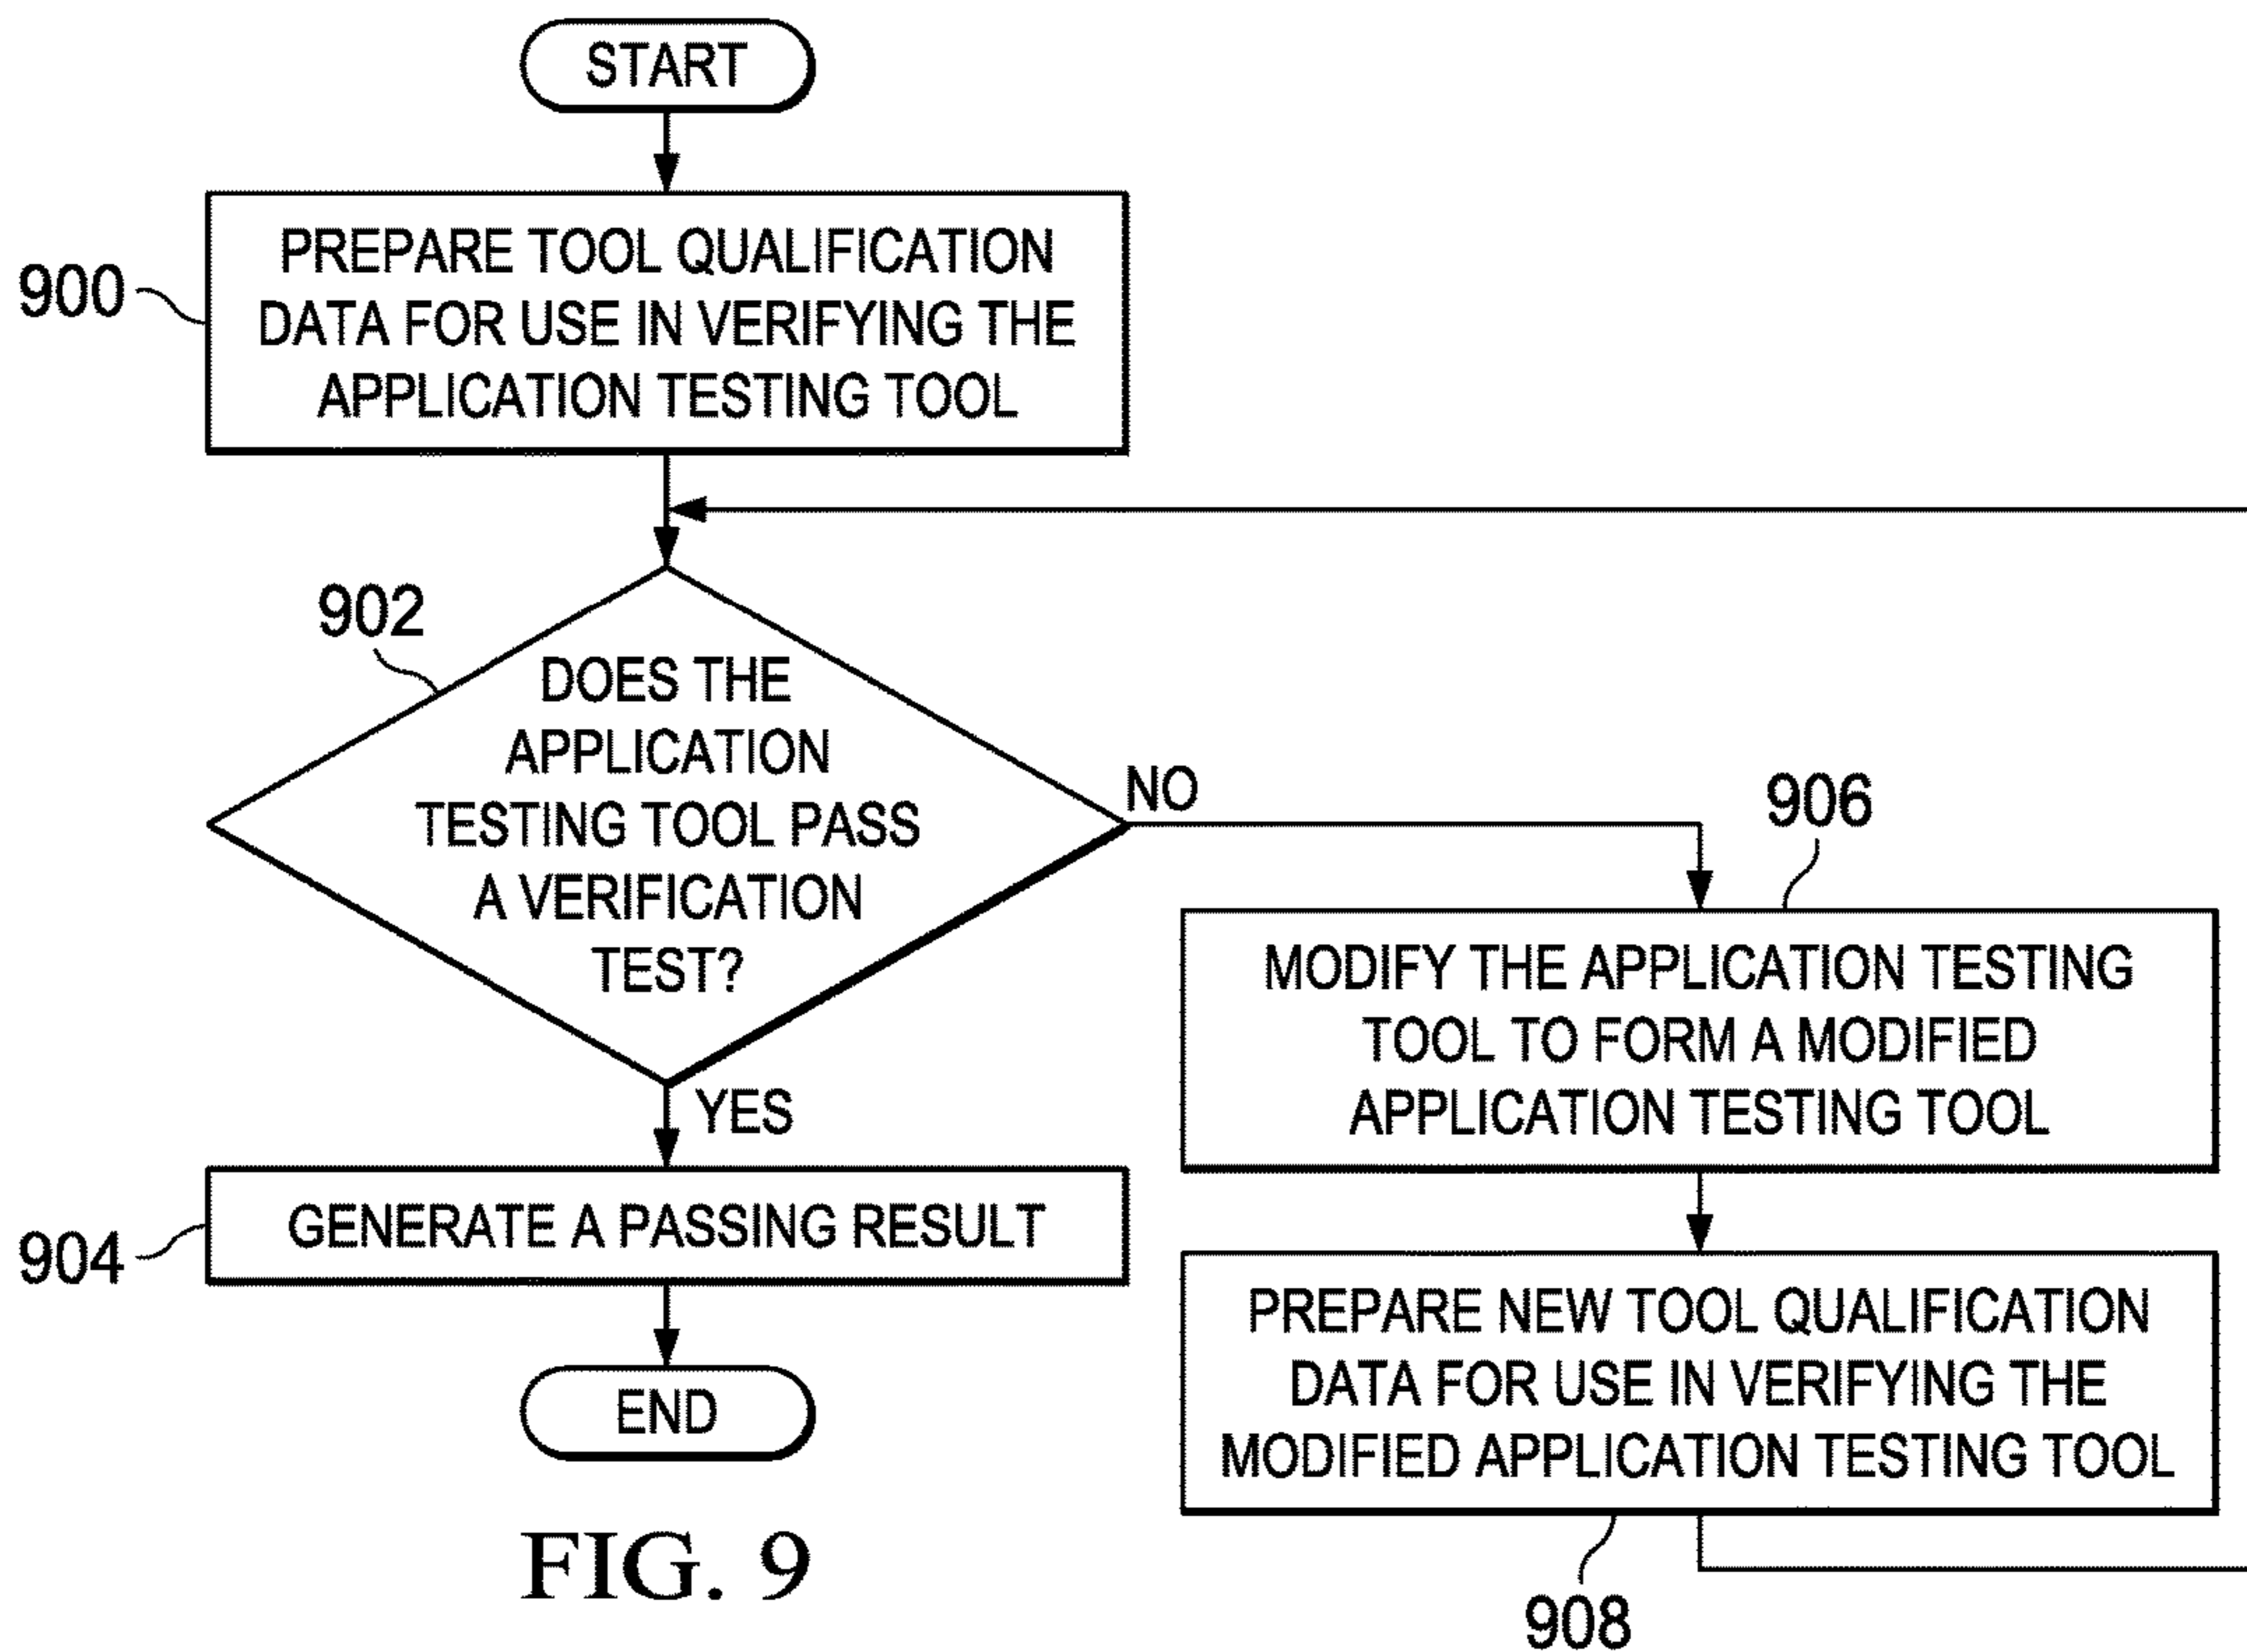 START
900
PREPARE TOOL QUALIFICATION
DATA FOR USE IN VERIFYING THE
APPLICATION TESTING TOOL
902
DOES THE
APPLICATION
TESTING TOOL PASS
A VERIFICATION
TEST?
NO
YES
904
GENERATE A PASSING RESULT
END
906
MODIFY THE APPLICATION TESTING
TOOL TO FORM A MODIFIED
APPLICATION TESTING TOOL
PREPARE NEW TOOL QUALIFICATION
DATA FOR USE IN VERIFYING THE
MODIFIED APPLICATION TESTING TOOL
908
FIG. 9